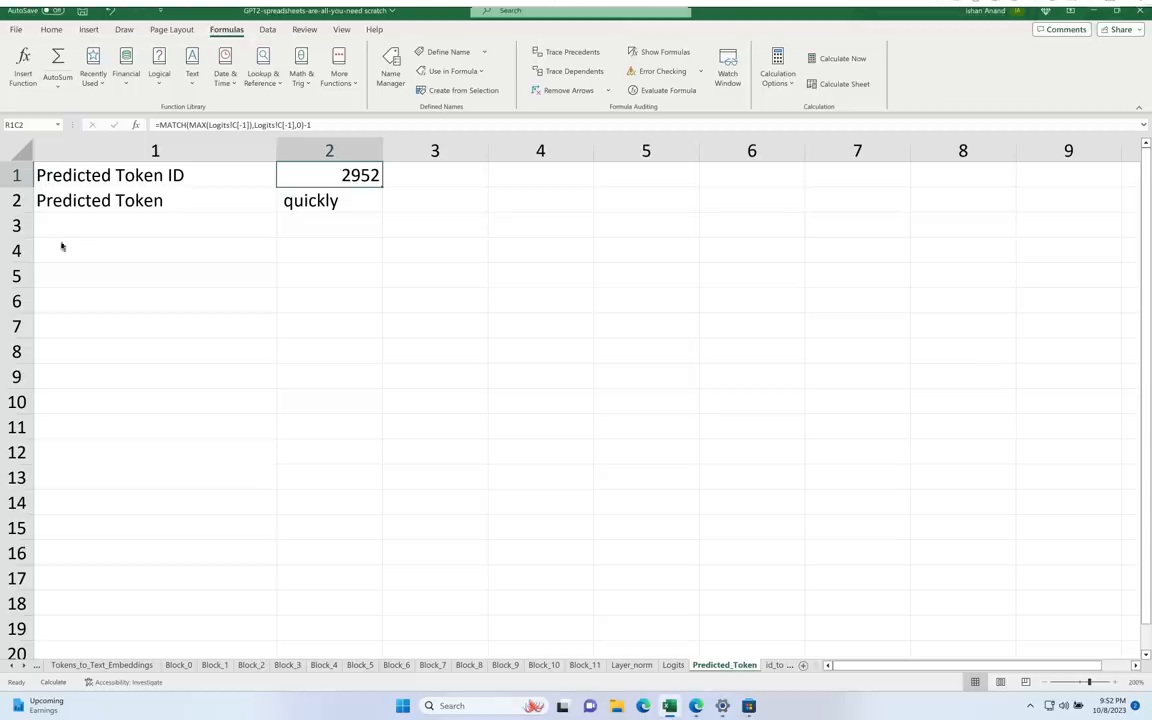 AutoSave Off GPT2-spreadsheets-are-all-you-need scratch Search Ishan Anand
File Home Insert Draw Page Layout Formulas Data Review View Help Comments Share
Insert Function
AutoSum
Recently Used
Financial
Logical
Text
Date & Time
Lookup & Reference
Math & Trig
More Functions
Function Library
Name Manager
Define Name
Use in Formula
Create from Selection
Defined Names
Trace Precedents
Trace Dependents
Remove Arrows
Show Formulas
Error Checking
Evaluate Formula
Formula Auditing
Watch Window
Calculation Options
Calculate Now
Calculate Sheet
Calculation
R1C2 fx =MATCH(MAX(Logits!C[-1]),Logits!C[-1],0)-1
1 2 3 4 5 6 7 8 9
1 Predicted Token ID 2952
2 Predicted Token quickly
3
4
5
6
7
8
9
10
11
12
13
14
15
16
17
18
19
20
... Tokens_to_Text_Embeddings Block_0 Block_1 Block_2 Block_3 Block_4 Block_5 Block_6 Block_7 Block_8 Block_9 Block_10 Block_11 Layer_norm Logits Predicted_Token id_to ...
Ready Calculate Accessibility: Investigate 200%
Upcoming
Earnings
Search
9:52 PM
10/8/2023